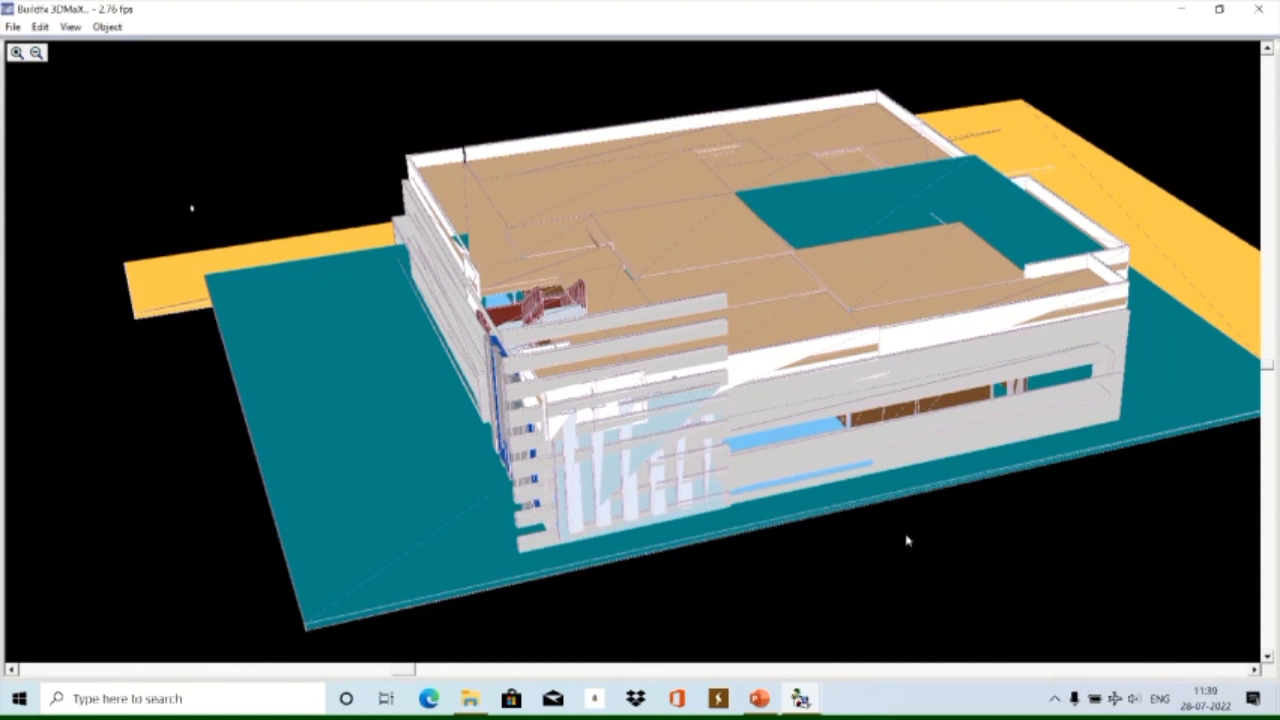 Buildfx 3DMaX... - 2.76 fps
File Edit View Object
Type here to search
ENG
11:39
28-07-2022